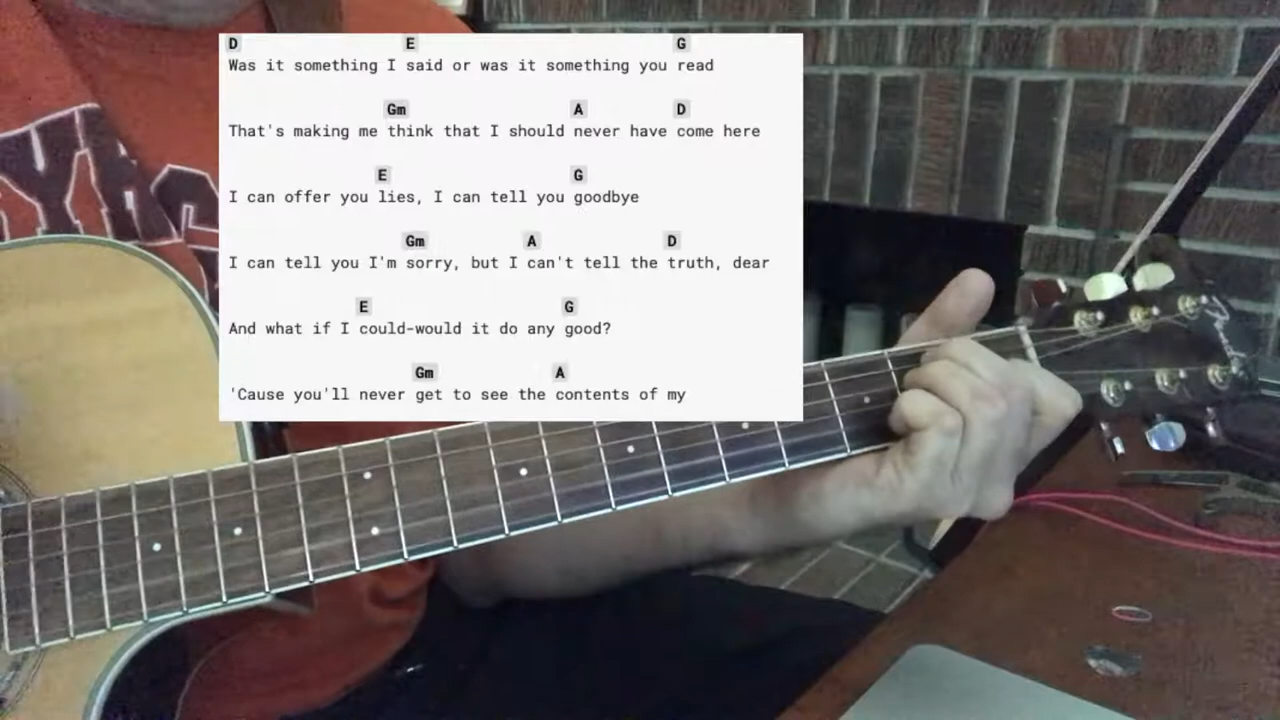 D E G
Was it something I said or was it something you read
Gm A D
That's making me think that I should never have come here
E G
I can offer you lies, I can tell you goodbye
Gm A D
I can tell you I'm sorry, but I can't tell the truth, dear
E G
And what if I could-would it do any good?
Gm A
'Cause you'll never get to see the contents of my